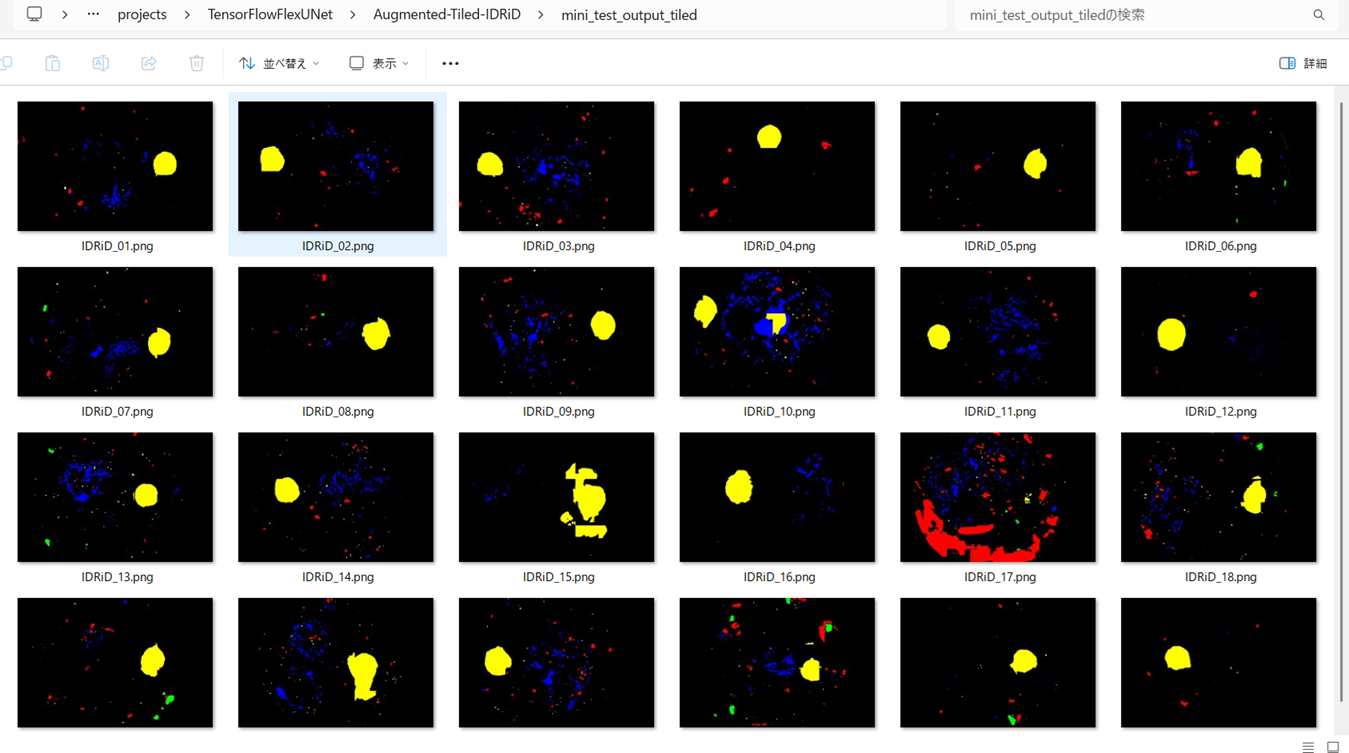 projects > TensorFlowFlexUNet > Augmented-Tiled-IDRiD > mini_test_output_tiled
mini_test_output_tiledの検索
並べ替え 表示 詳細
IDRiD_01.png IDRiD_02.png IDRiD_03.png IDRiD_04.png IDRiD_05.png IDRiD_06.png
IDRiD_07.png IDRiD_08.png IDRiD_09.png IDRiD_10.png IDRiD_11.png IDRiD_12.png
IDRiD_13.png IDRiD_14.png IDRiD_15.png IDRiD_16.png IDRiD_17.png IDRiD_18.png